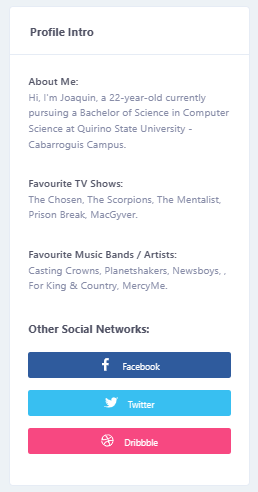 Profile Intro
About Me:
Hi, I'm Joaquin, a 22-year-old currently
pursuing a Bachelor of Science in Computer
Science at Quirino State University -
Cabarroguis Campus.
Favourite TV Shows:
The Chosen, The Scorpions, The Mentalist,
Prison Break, MacGyver.
Favourite Music Bands / Artists:
Casting Crowns, Planetshakers, Newsboys, ,
For King & Country, MercyMe.
Other Social Networks:
Facebook
Twitter
Dribbble